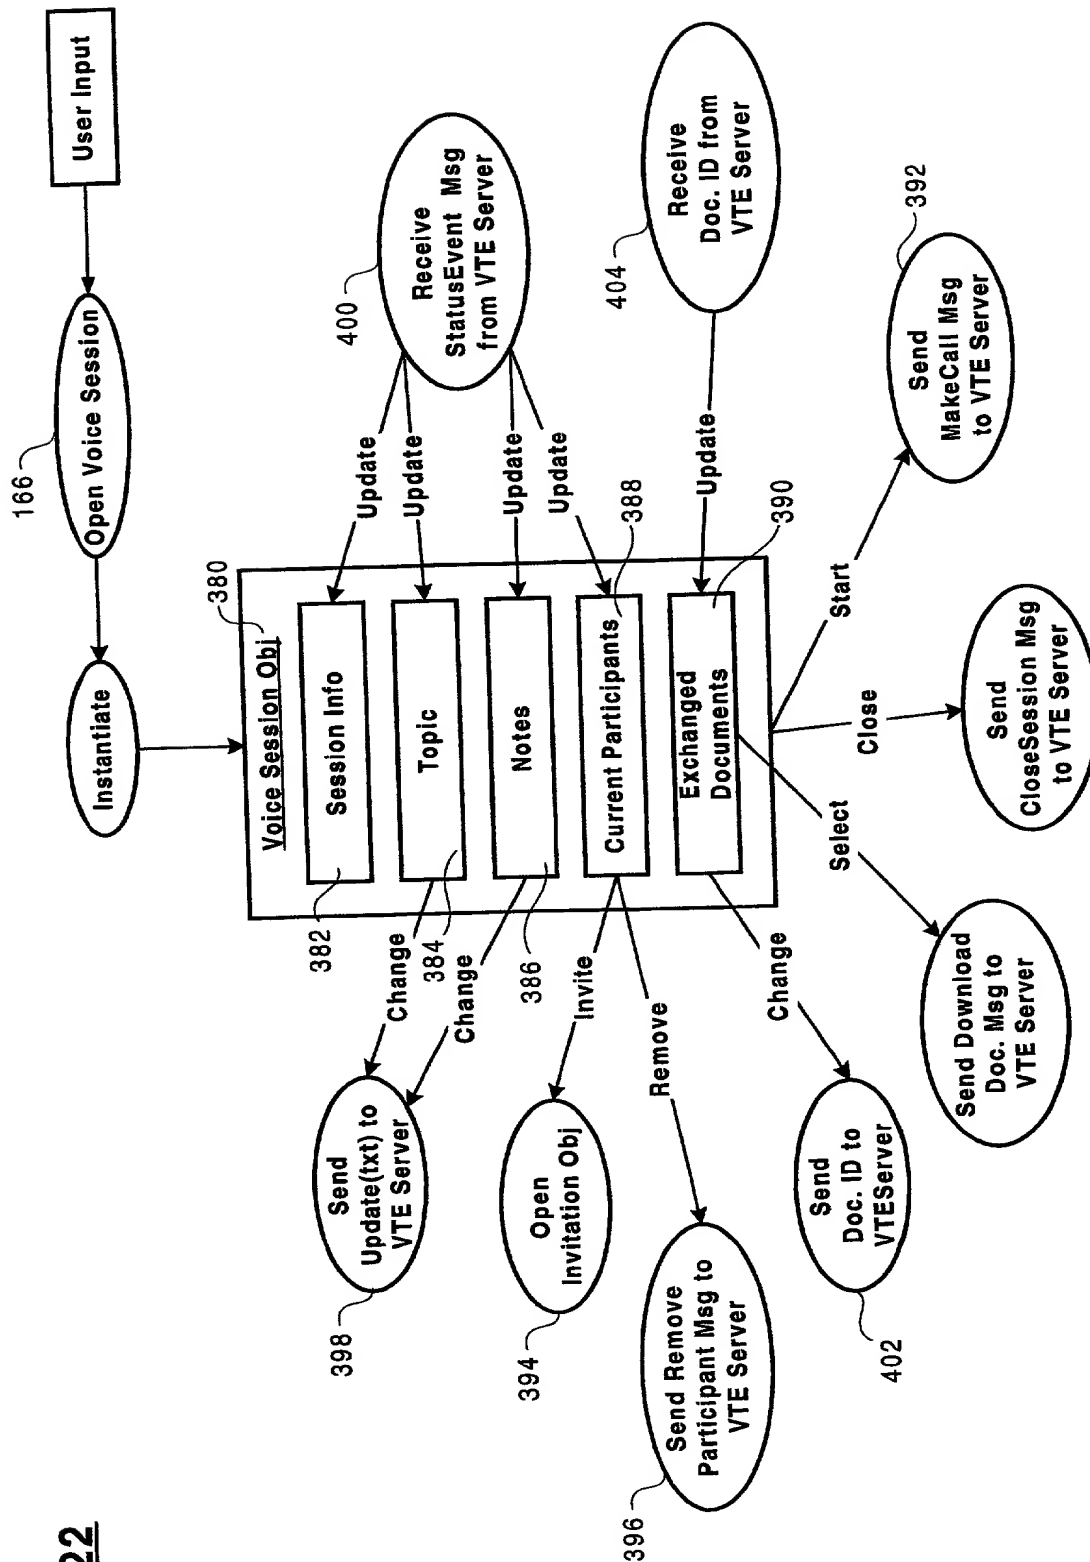 User Input
166
Open Voice Session
Instantiate
380
Voice Session Obj
Session Info
382
Topic
384
Notes
386
Current Participants
388
Exchanged
Documents
390
Update
Update
Update
Update
Update
400
Receive
StatusEvent Msg
from VTE Server
404
Receive
Doc. ID from
VTE Server
Change
Change
Invite
Remove
Change
Select
Close
Start
Send
Update(txt) to
VTE Server
398
Open
Invitation Obj
394
Send Remove
Participant Msg to
VTE Server
396
Send
Doc. ID to
VTEServer
402
Send Download
Doc. Msg to
VTE Server
Send
CloseSession Msg
to VTE Server
Send
MakeCall Msg
to VTE Server
392
22